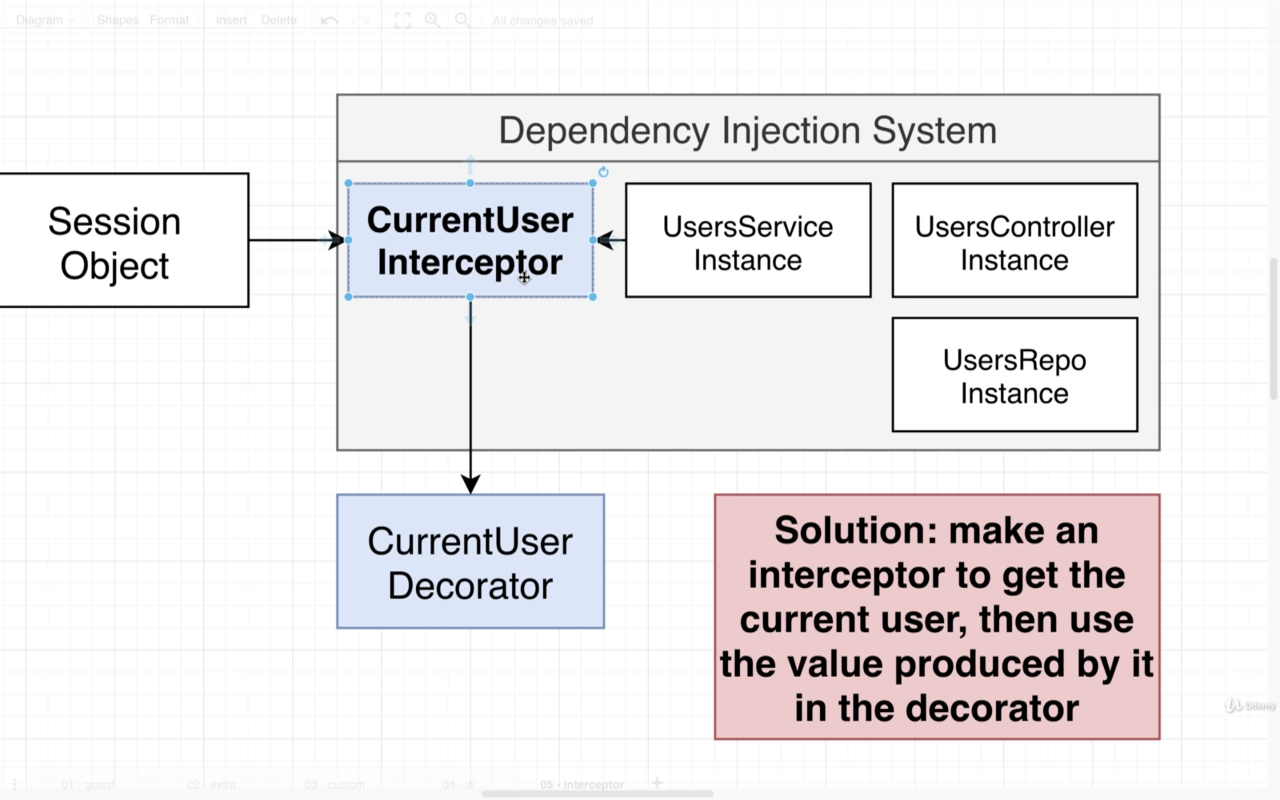 Diagram Shapes Format Insert Delete All changes saved
Dependency Injection System
Session
Object
CurrentUser
Interceptor
UsersService
Instance
UsersController
Instance
UsersRepo
Instance
CurrentUser
Decorator
Solution: make an
interceptor to get the
current user, then use
the value produced by it
in the decorator
Udemy
01 - guard 02 - extra 03 - custom 04 - d 05 - interceptor